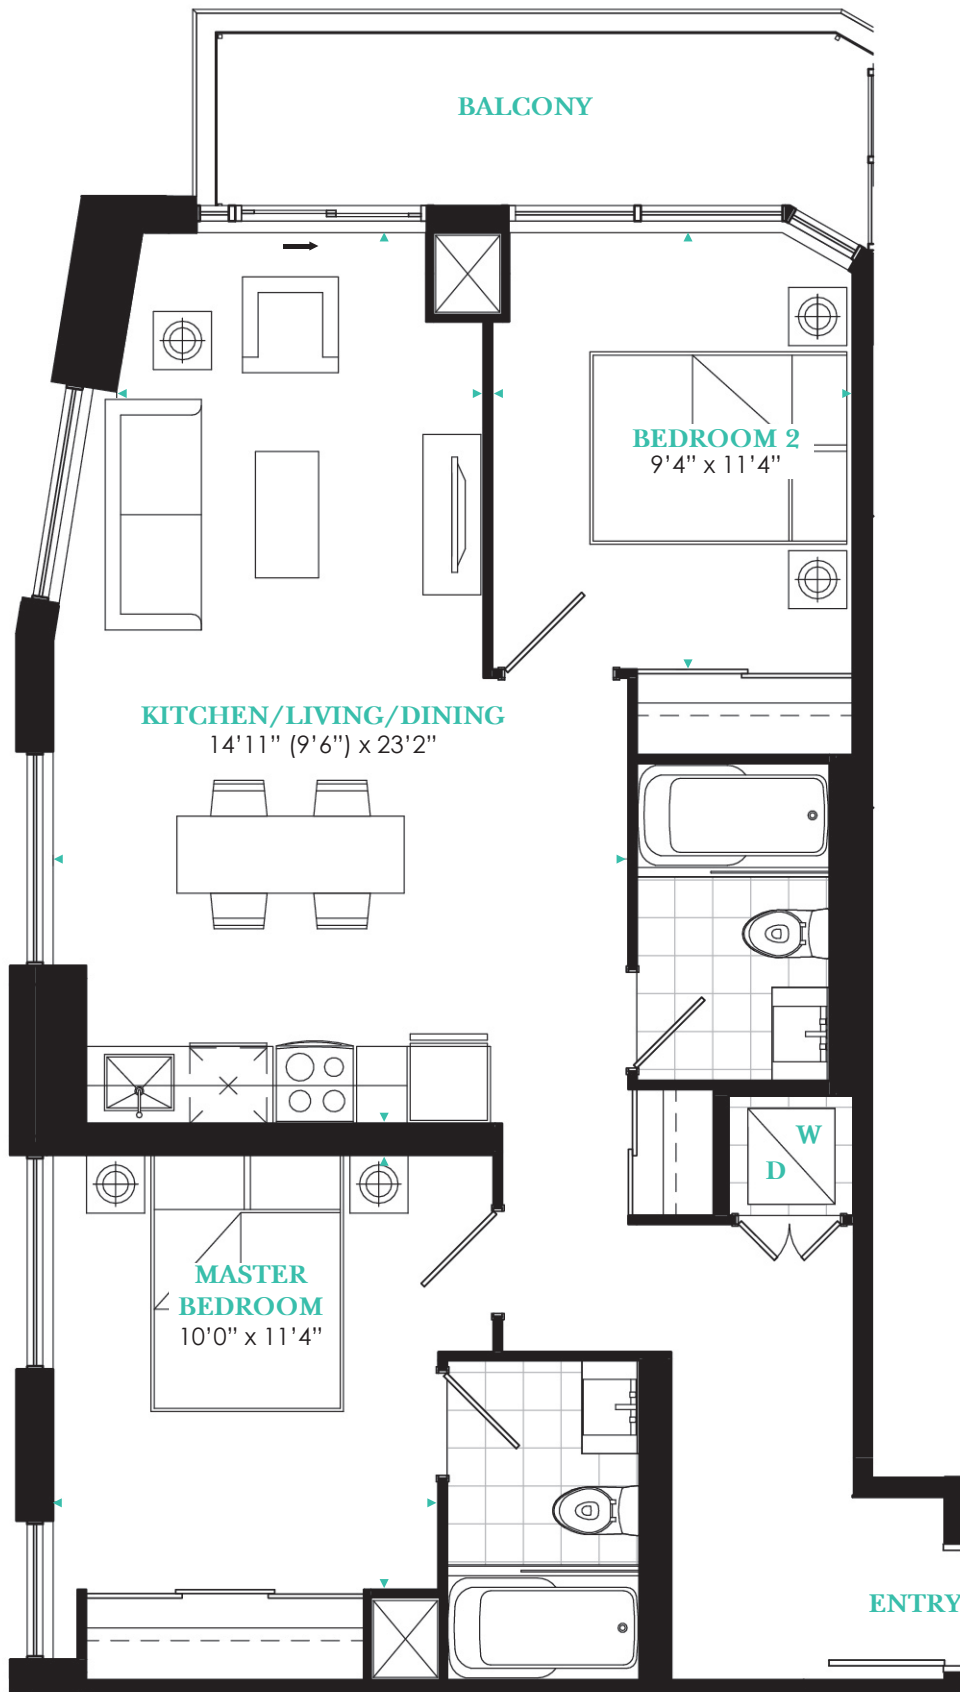 BALCONY
BEDROOM 2
9’4” x 11’4”
KITCHEN/LIVING/DINING
14’11” (9’6”) x 23’2”
W
D
MASTER
BEDROOM
10’0” x 11’4”
ENTRY